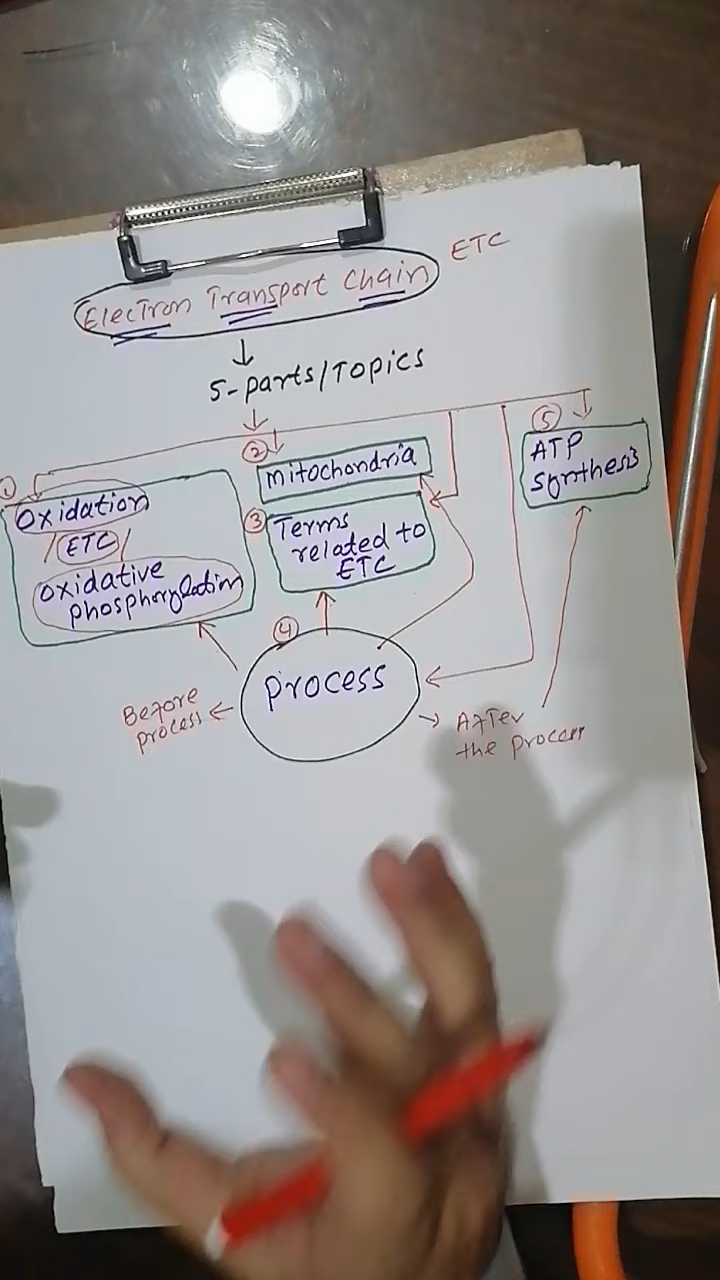 ETC
Electron Transport Chain
5-parts/Topics
1
Oxidation
/ETC/
oxidative
phosphorylation
2
mitochondria
3
Terms
related to
ETC
5
ATP
synthesis
4
process
Before
process
After
the process